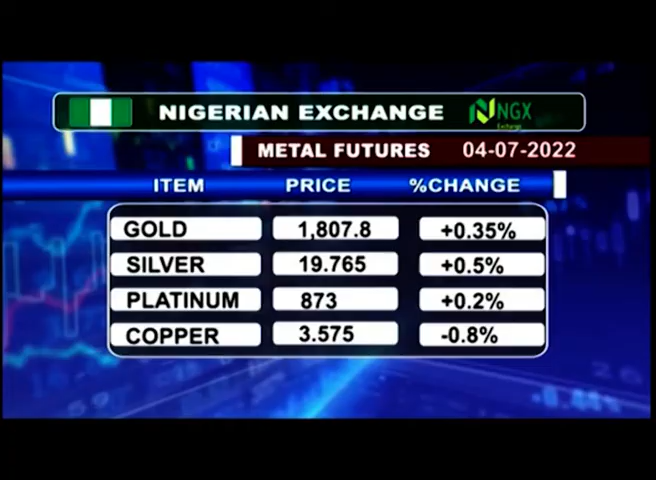 NIGERIAN EXCHANGE NGX
Exchange
METAL FUTURES 04-07-2022
ITEM PRICE %CHANGE
GOLD 1,807.8 +0.35%
SILVER 19.765 +0.5%
PLATINUM 873 +0.2%
COPPER 3.575 -0.8%